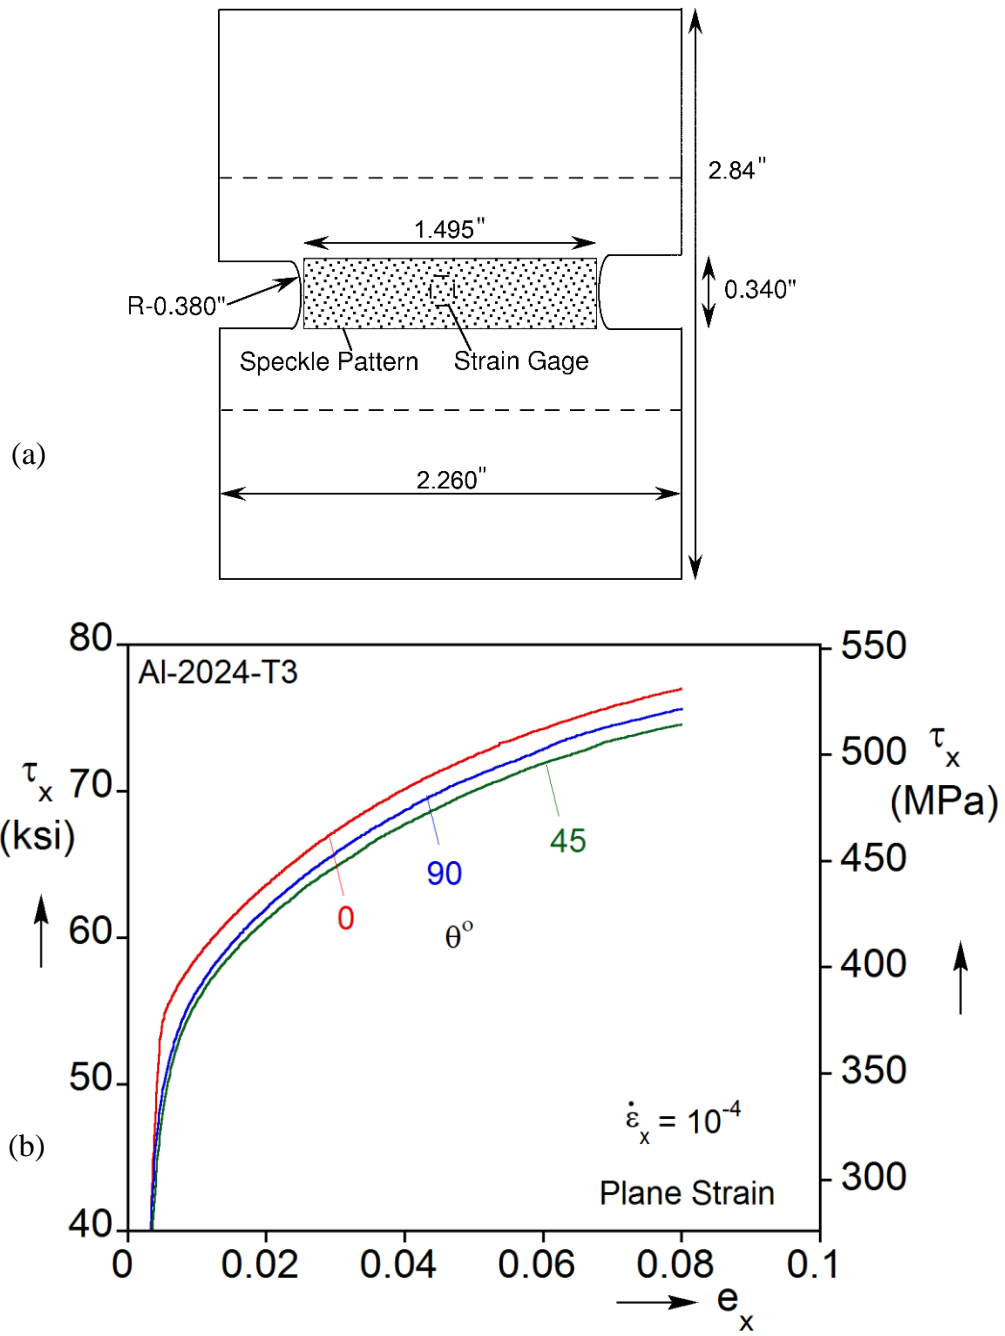 2.84"
1.495"
R-0.380"
0.340"
Speckle Pattern
Strain Gage
(a)
2.260"
80
550
Al-2024-T3
τx
(ksi)
70
500
τx
(MPa)
90
45
450
0
θo
60
400
50
350
ε̇x = 10-4
(b)
300
Plane Strain
40
0
0.02
0.04
0.06
0.08
0.1
ex